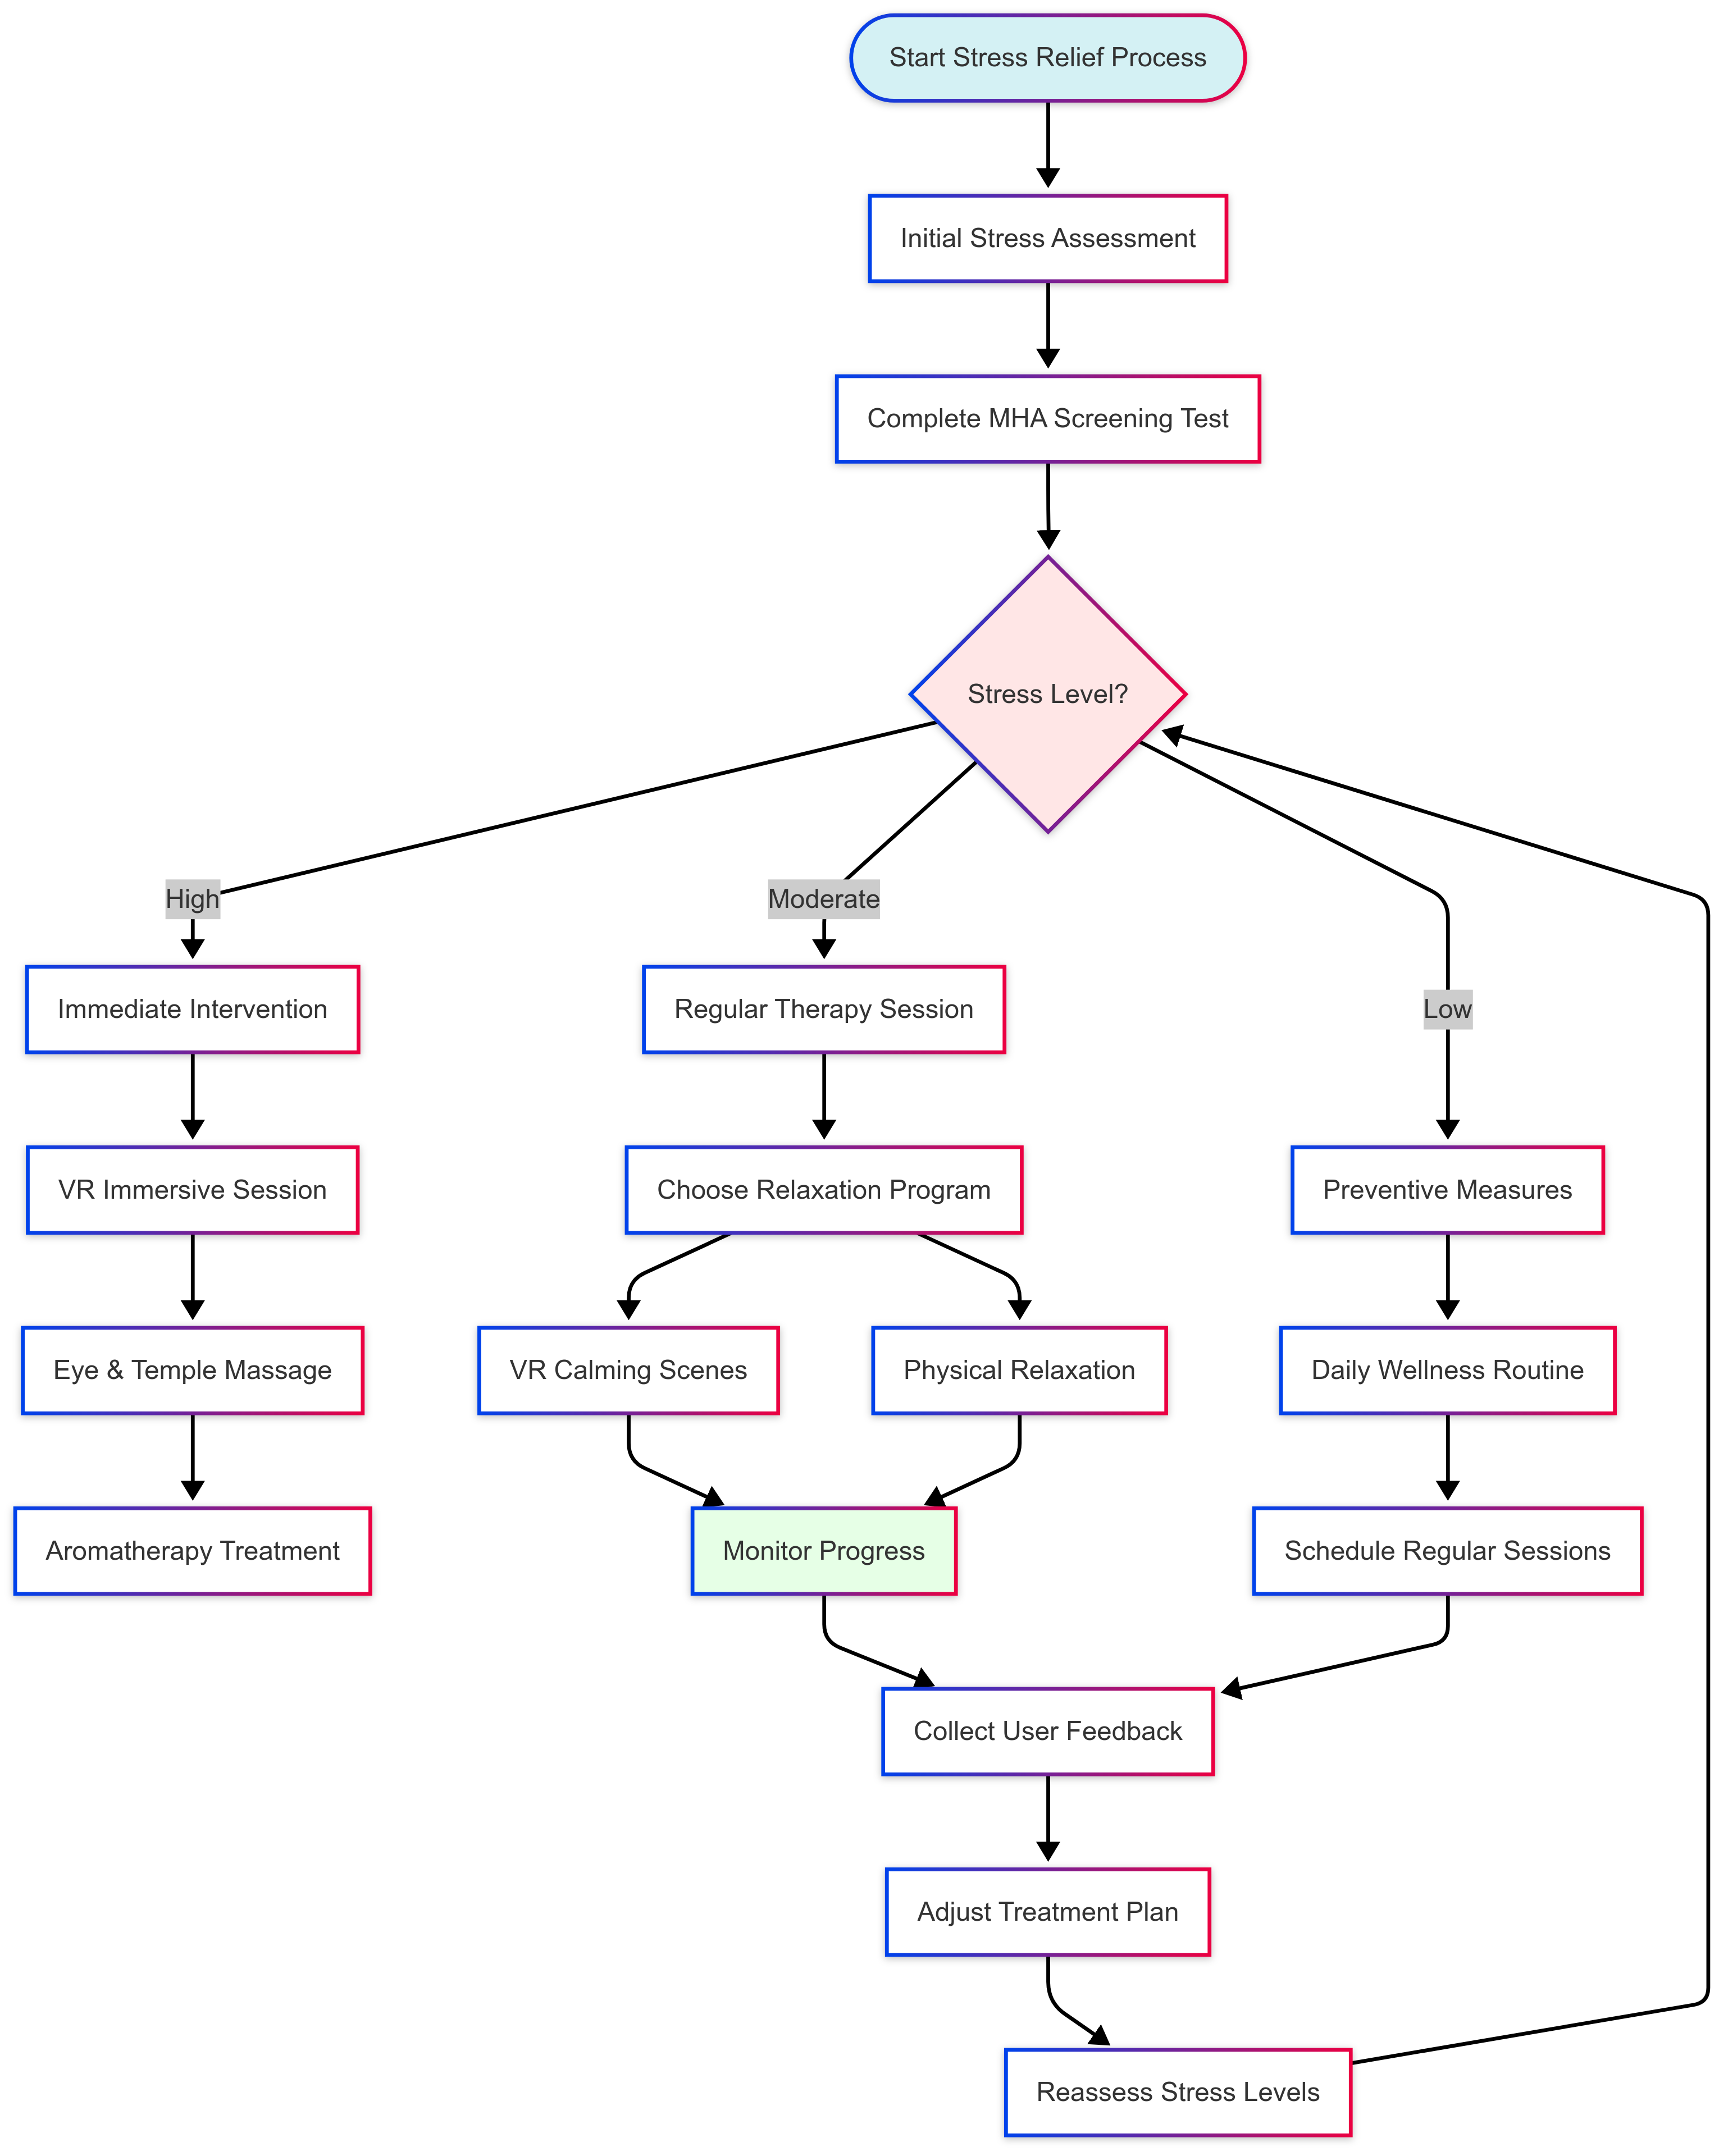 Start Stress Relief Process
Initial Stress Assessment
Complete MHA Screening Test
Stress Level?
High
Moderate
Low
Immediate Intervention
Regular Therapy Session
VR Immersive Session
Choose Relaxation Program
Preventive Measures
Eye & Temple Massage
VR Calming Scenes
Physical Relaxation
Daily Wellness Routine
Aromatherapy Treatment
Monitor Progress
Schedule Regular Sessions
Collect User Feedback
Adjust Treatment Plan
Reassess Stress Levels